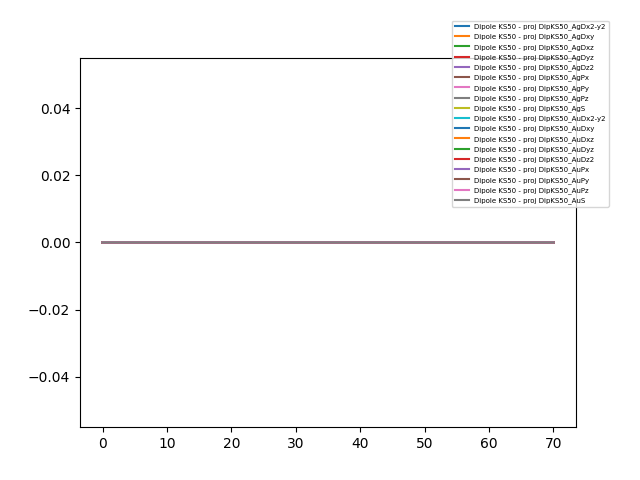 Dipole KS50 - proj DipKS50_AgDx2-y2
Dipole KS50 - proj DipKS50_AgDxy
Dipole KS50 - proj DipKS50_AgDxz
Dipole KS50 - proj DipKS50_AgDyz
Dipole KS50 - proj DipKS50_AgDz2
Dipole KS50 - proj DipKS50_AgPx
Dipole KS50 - proj DipKS50_AgPy
Dipole KS50 - proj DipKS50_AgPz
Dipole KS50 - proj DipKS50_AgS
Dipole KS50 - proj DipKS50_AuDx2-y2
Dipole KS50 - proj DipKS50_AuDxy
Dipole KS50 - proj DipKS50_AuDxz
Dipole KS50 - proj DipKS50_AuDyz
Dipole KS50 - proj DipKS50_AuDz2
Dipole KS50 - proj DipKS50_AuPx
Dipole KS50 - proj DipKS50_AuPy
Dipole KS50 - proj DipKS50_AuPz
Dipole KS50 - proj DipKS50_AuS
0.04
0.02
0.00
−0.02
−0.04
0 10 20 30 40 50 60 70